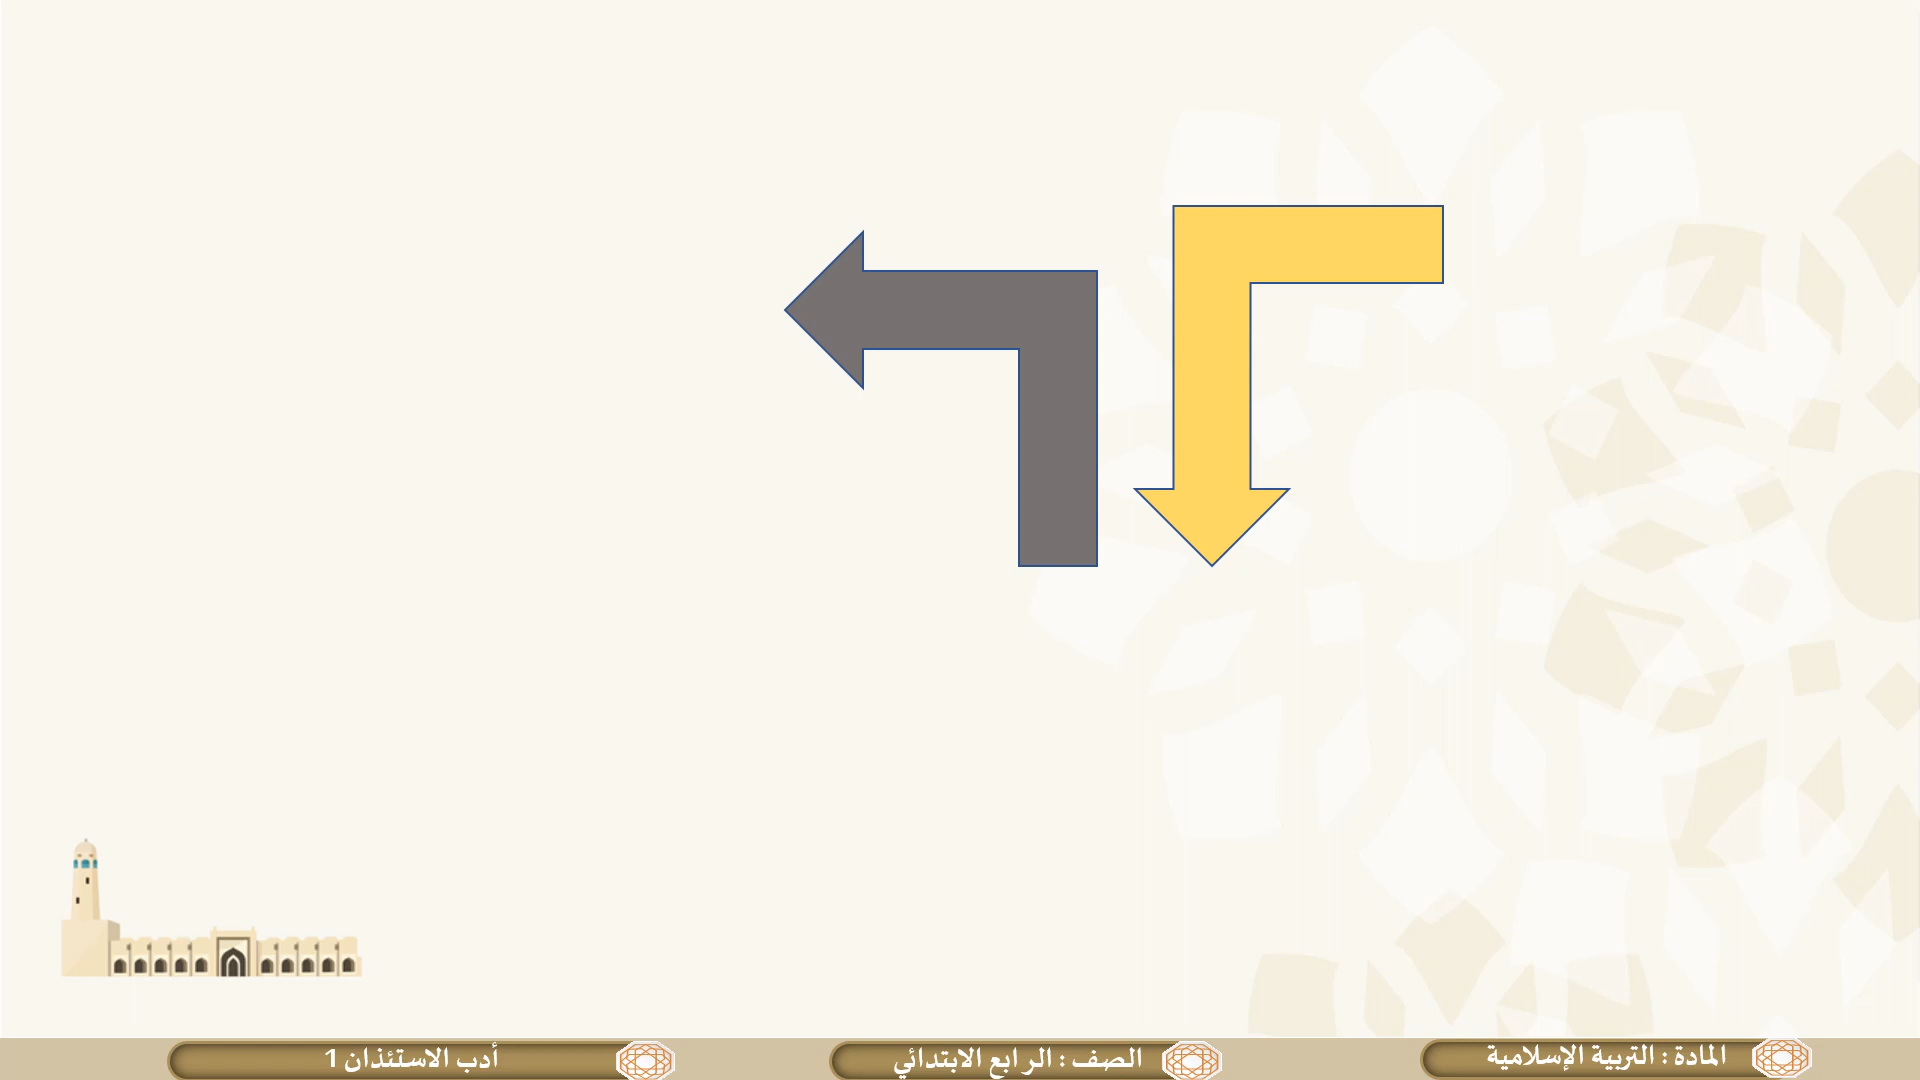 المادة : التربية الإسلامية
الصف : الرابع الابتدائي
أدب الاستئذان 1